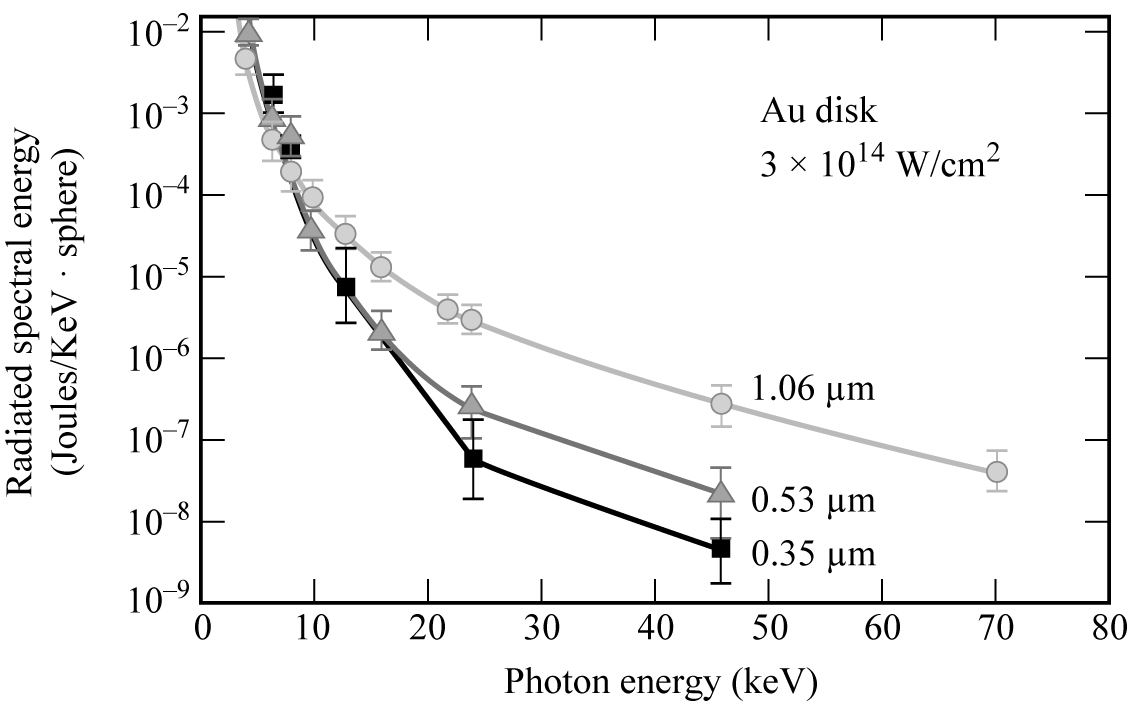 Radiated spectral energy
(Joules/KeV · sphere)
10⁻²
10⁻³
10⁻⁴
10⁻⁵
10⁻⁶
10⁻⁷
10⁻⁸
10⁻⁹
Au disk
3 × 10¹⁴ W/cm²
1.06 µm
0.53 µm
0.35 µm
0 10 20 30 40 50 60 70 80
Photon energy (keV)